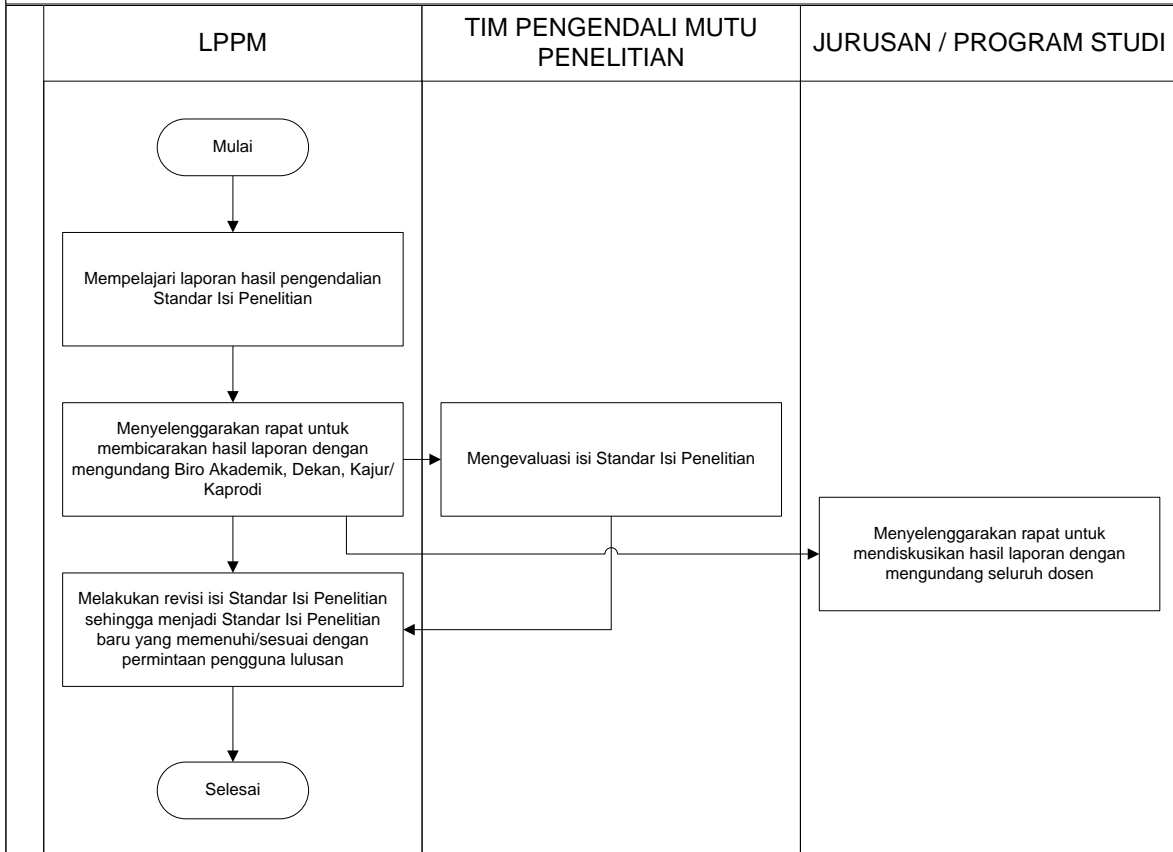 LPPM
TIM PENGENDALI MUTU
PENELITIAN
JURUSAN / PROGRAM STUDI
Mulai
Mempelajari laporan hasil pengendalian
Standar Isi Penelitian
Menyelenggarakan rapat untuk
membicarakan hasil laporan dengan
mengundang Biro Akademik, Dekan, Kajur/
Kaprodi
Mengevaluasi isi Standar Isi Penelitian
Menyelenggarakan rapat untuk
mendiskusikan hasil laporan dengan
mengundang seluruh dosen
Melakukan revisi isi Standar Isi Penelitian
sehingga menjadi Standar Isi Penelitian
baru yang memenuhi/sesuai dengan
permintaan pengguna lulusan
Selesai